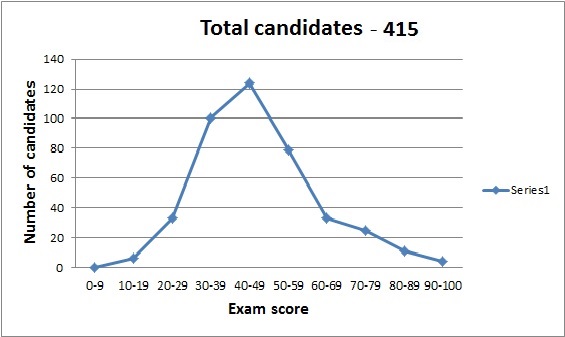 Total candidates - 415
Number of candidates
140
120
100
80
60
40
20
0
0-9 10-19 20-29 30-39 40-49 50-59 60-69 70-79 80-89 90-100
Exam score
Series1